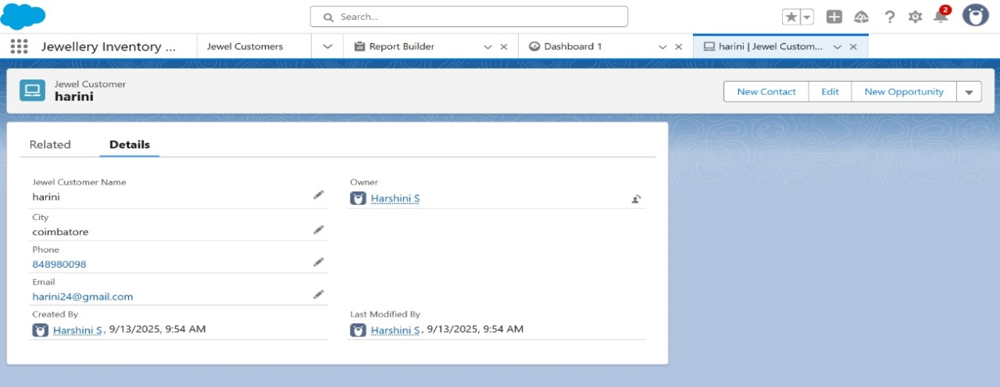 Search...
2
Jewellery Inventory ...
Jewel Customers
Report Builder
Dashboard 1
harini | Jewel Custom...
Jewel Customer
harini
New Contact
Edit
New Opportunity
Related
Details
Jewel Customer Name
harini
Owner
Harshini S
City
coimbatore
Phone
848980098
Email
harini24@gmail.com
Created By
Harshini S, 9/13/2025, 9:54 AM
Last Modified By
Harshini S, 9/13/2025, 9:54 AM